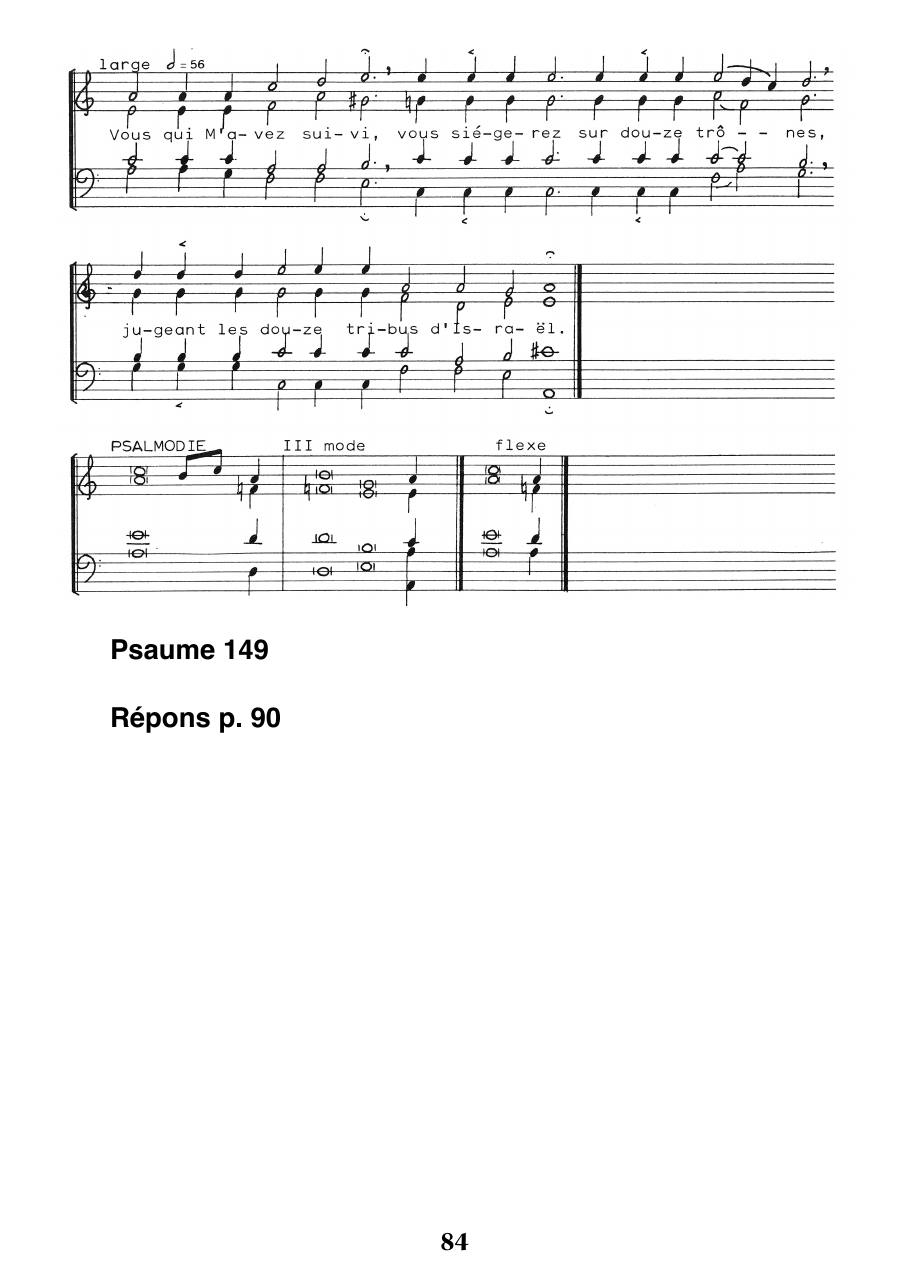 large = 56
Vous qui M'a-vez sui-vi, vous sié-ge-rez sur dou-ze trô - - nes,
ju-geant les dou-ze tri-bus d'Is- ra- ël.
PSALMODIE III mode flexe
Psaume 149
Répons p. 90
84